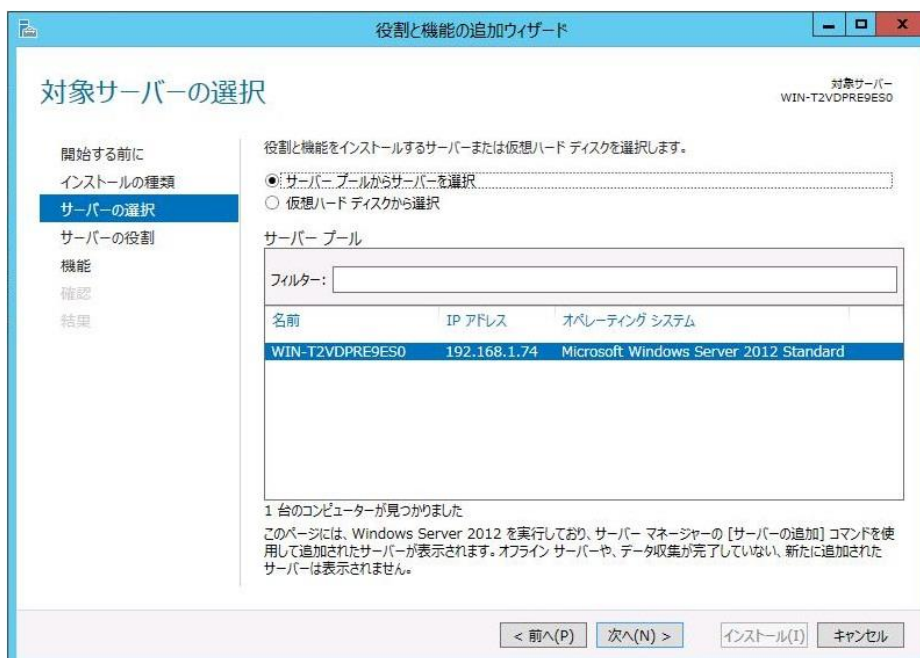 役割と機能の追加ウィザード
対象サーバーの選択
対象サーバー
WIN-T2VDPRE9ES0
開始する前に
インストールの種類
サーバーの選択
サーバーの役割
機能
確認
結果
役割と機能をインストールするサーバーまたは仮想ハード ディスクを選択します。
サーバー プールからサーバーを選択
仮想ハード ディスクから選択
サーバー プール
フィルター:
名前 IP アドレス オペレーティング システム
WIN-T2VDPRE9ES0 192.168.1.74 Microsoft Windows Server 2012 Standard
1 台のコンピューターが見つかりました
このページには、Windows Server 2012 を実行しており、サーバー マネージャーの [サーバーの追加] コマンドを使
用して追加されたサーバーが表示されます。オフライン サーバーや、データ収集が完了していない、新たに追加された
サーバーは表示されません。
< 前へ(P) 次へ(N) > インストール(I) キャンセル